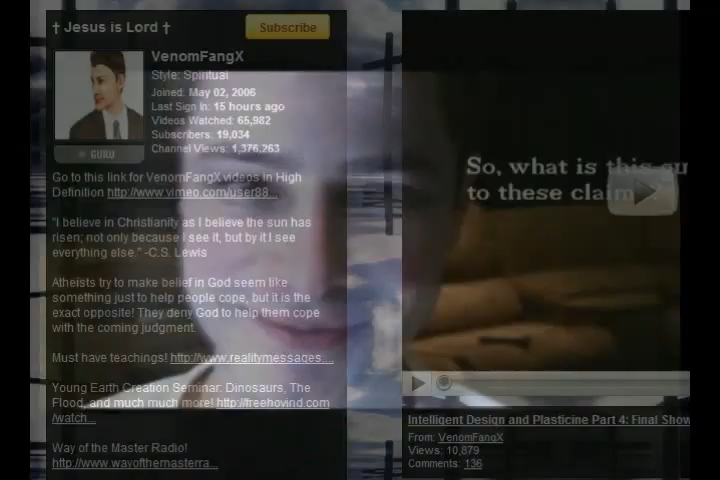 † Jesus is Lord †
Subscribe
VenomFangX
Style: Spiritual
Joined: May 02, 2006
Last Sign In: 15 hours ago
Videos Watched: 65,982
Subscribers: 19,034
Channel Views: 1,376,263
GURU
Go to this link for VenomFangX videos in High
Definition http://www.vimeo.com/user88...
"I believe in Christianity as I believe the sun has
risen; not only because I see it, but by it I see
everything else." -C.S. Lewis
Atheists try to make belief in God seem like
something just to help people cope, but it is the
exact opposite! They deny God to help them cope
with the coming judgment.
Must have teachings! http://www.realitymessages....
Young Earth Creation Seminar: Dinosaurs, The
Flood, and much much more! http://freehovind.com
/watch...
Way of the Master Radio!
http://www.wayofthemasterra...
So, what is this
to these
Intelligent Design and Plasticine Part 4: Final Show
From: VenomFangX
Views: 10,879
Comments: 136